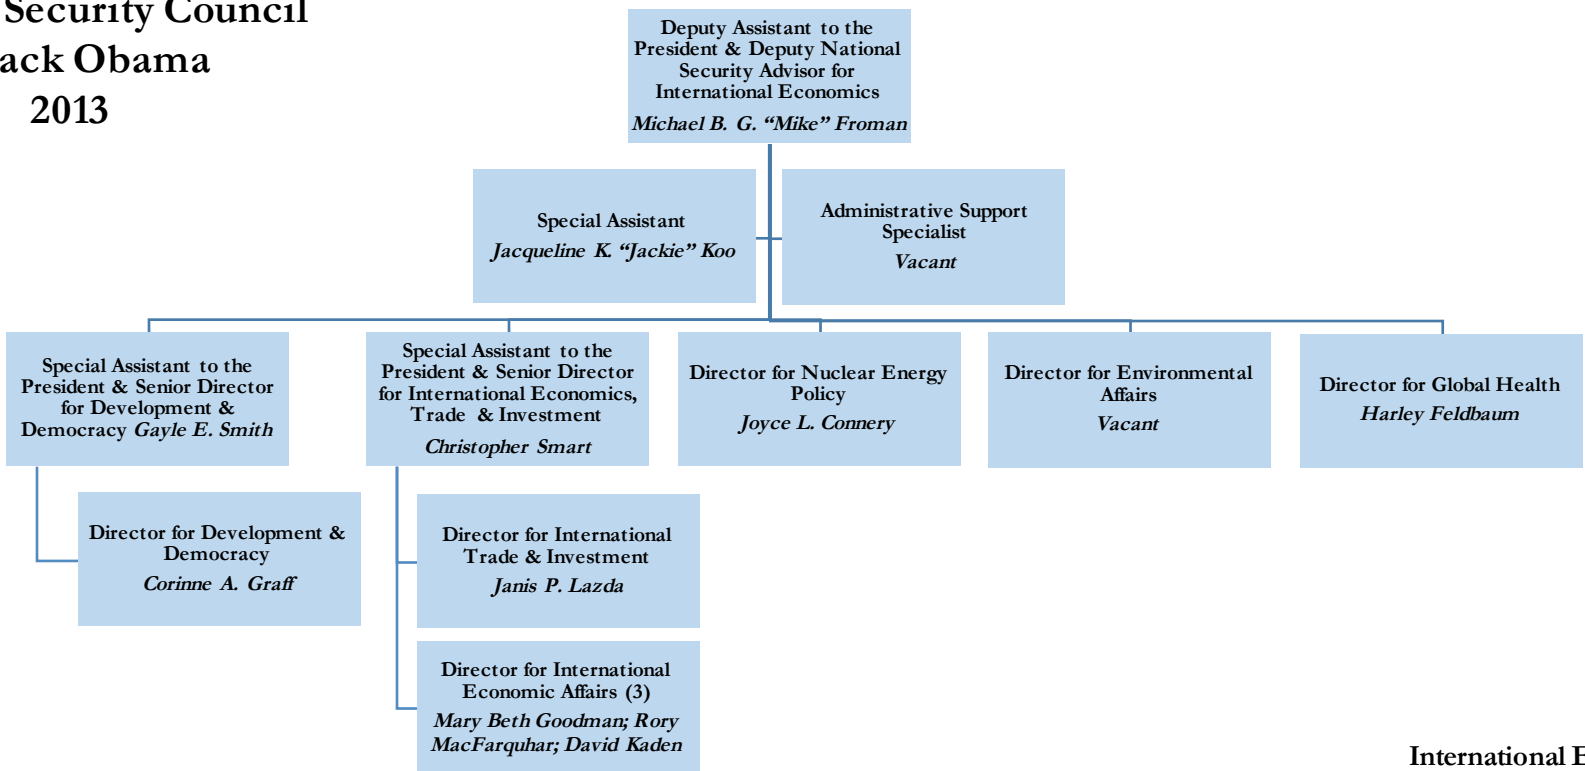 Security Council
ack Obama
2013
Deputy Assistant to the
President & Deputy National
Security Advisor for
International Economics
Michael B. G. “Mike” Froman
Special Assistant
Jacqueline K. “Jackie” Koo
Administrative Support
Specialist
Vacant
Special Assistant to the
President & Senior Director
for Development &
Democracy Gayle E. Smith
Special Assistant to the
President & Senior Director
for International Economics,
Trade & Investment
Christopher Smart
Director for Nuclear Energy
Policy
Joyce L. Connery
Director for Environmental
Affairs
Vacant
Director for Global Health
Harley Feldbaum
Director for Development &
Democracy
Corinne A. Graff
Director for International
Trade & Investment
Janis P. Lazda
Director for International
Economic Affairs (3)
Mary Beth Goodman; Rory
MacFarquhar; David Kaden
International E